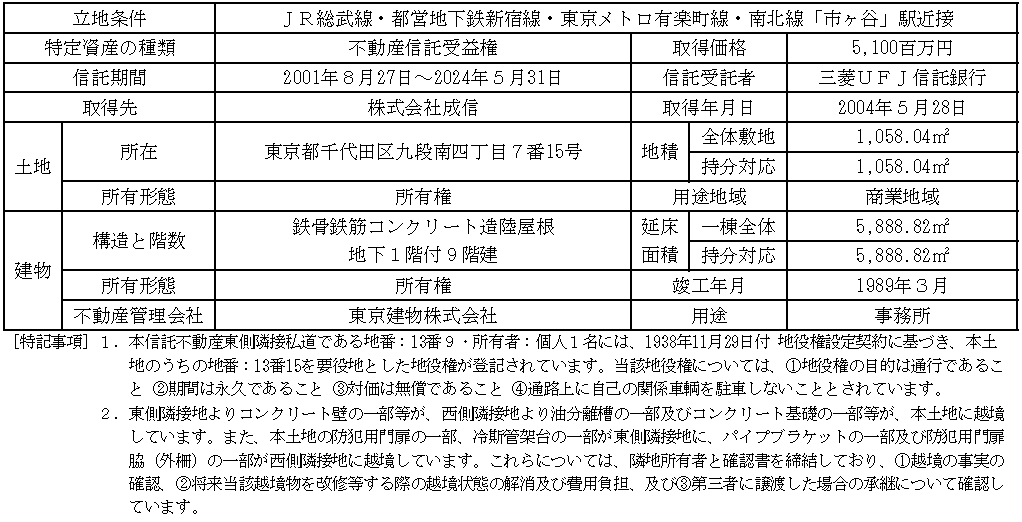 立地条件 ＪＲ総武線・都営地下鉄新宿線・東京メトロ有楽町線・南北線「市ヶ谷」駅近接
特定資産の種類 不動産信託受益権 取得価格 5,100百万円
信託期間 2001年８月27日～2024年５月31日 信託受託者 三菱ＵＦＪ信託銀行
取得先 株式会社成信 取得年月日 2004年５月28日
土地 所在 東京都千代田区九段南四丁目７番15号 地積 全体敷地 1,058.04㎡
持分対応 1,058.04㎡
所有形態 所有権 用途地域 商業地域
建物 構造と階数 鉄骨鉄筋コンクリート造陸屋根 延床 一棟全体 5,888.82㎡
地下１階付９階建 面積 持分対応 5,888.82㎡
所有形態 所有権 竣工年月 1989年３月
不動産管理会社 東京建物株式会社 用途 事務所
[特記事項] １．本信託不動産東側隣接私道である地番：13番９・所有者：個人１名には、1938年11月29日付 地役権設定契約に基づき、本土
地のうちの地番：13番15を要役地とした地役権が登記されています。当該地役権については、①地役権の目的は通行であるこ
と ②期間は永久であること ③対価は無償であること ④通路上に自己の関係車輌を駐車しないこととされています。
２．東側隣接地よりコンクリート壁の一部等が、西側隣接地より油分離槽の一部及びコンクリート基礎の一部等が、本土地に越境
しています。また、本土地の防犯用門扉の一部、冷斯管架台の一部が東側隣接地に、パイプブラケットの一部及び防犯用門扉
脇（外柵）の一部が西側隣接地に越境しています。これらについては、隣地所有者と確認書を締結しており、①越境の事実の
確認、②将来当該越境物を改修等する際の越境状態の解消及び費用負担、及び③第三者に譲渡した場合の承継について確認し
ています。